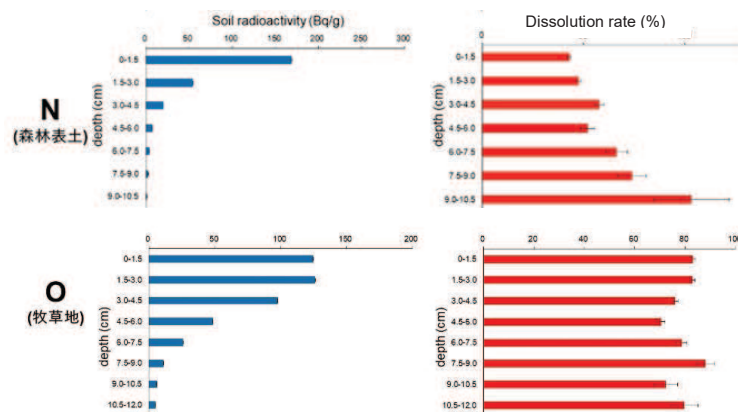 Soil radioactivity (Bq/g)
0 50 100 150 200 250 300
N
(森林表土)
depth (cm)
0-1.5
1.5-3.0
3.0-4.5
4.5-6.0
6.0-7.5
7.5-9.0
9.0-10.5
Dissolution rate (%)
0
depth (cm)
0-1.5
1.5-3.0
3.0-4.5
4.5-6.0
6.0-7.5
7.5-9.0
9.0-10.5
0 50 100 150 200
O
(牧草地)
depth (cm)
0-1.5
1.5-3.0
3.0-4.5
4.5-6.0
6.0-7.5
7.5-9.0
9.0-10.5
10.5-12.0
0 20 40 60 80 100
depth (cm)
0-1.5
1.5-3.0
3.0-4.5
4.5-6.0
6.0-7.5
7.5-9.0
9.0-10.5
10.5-12.0